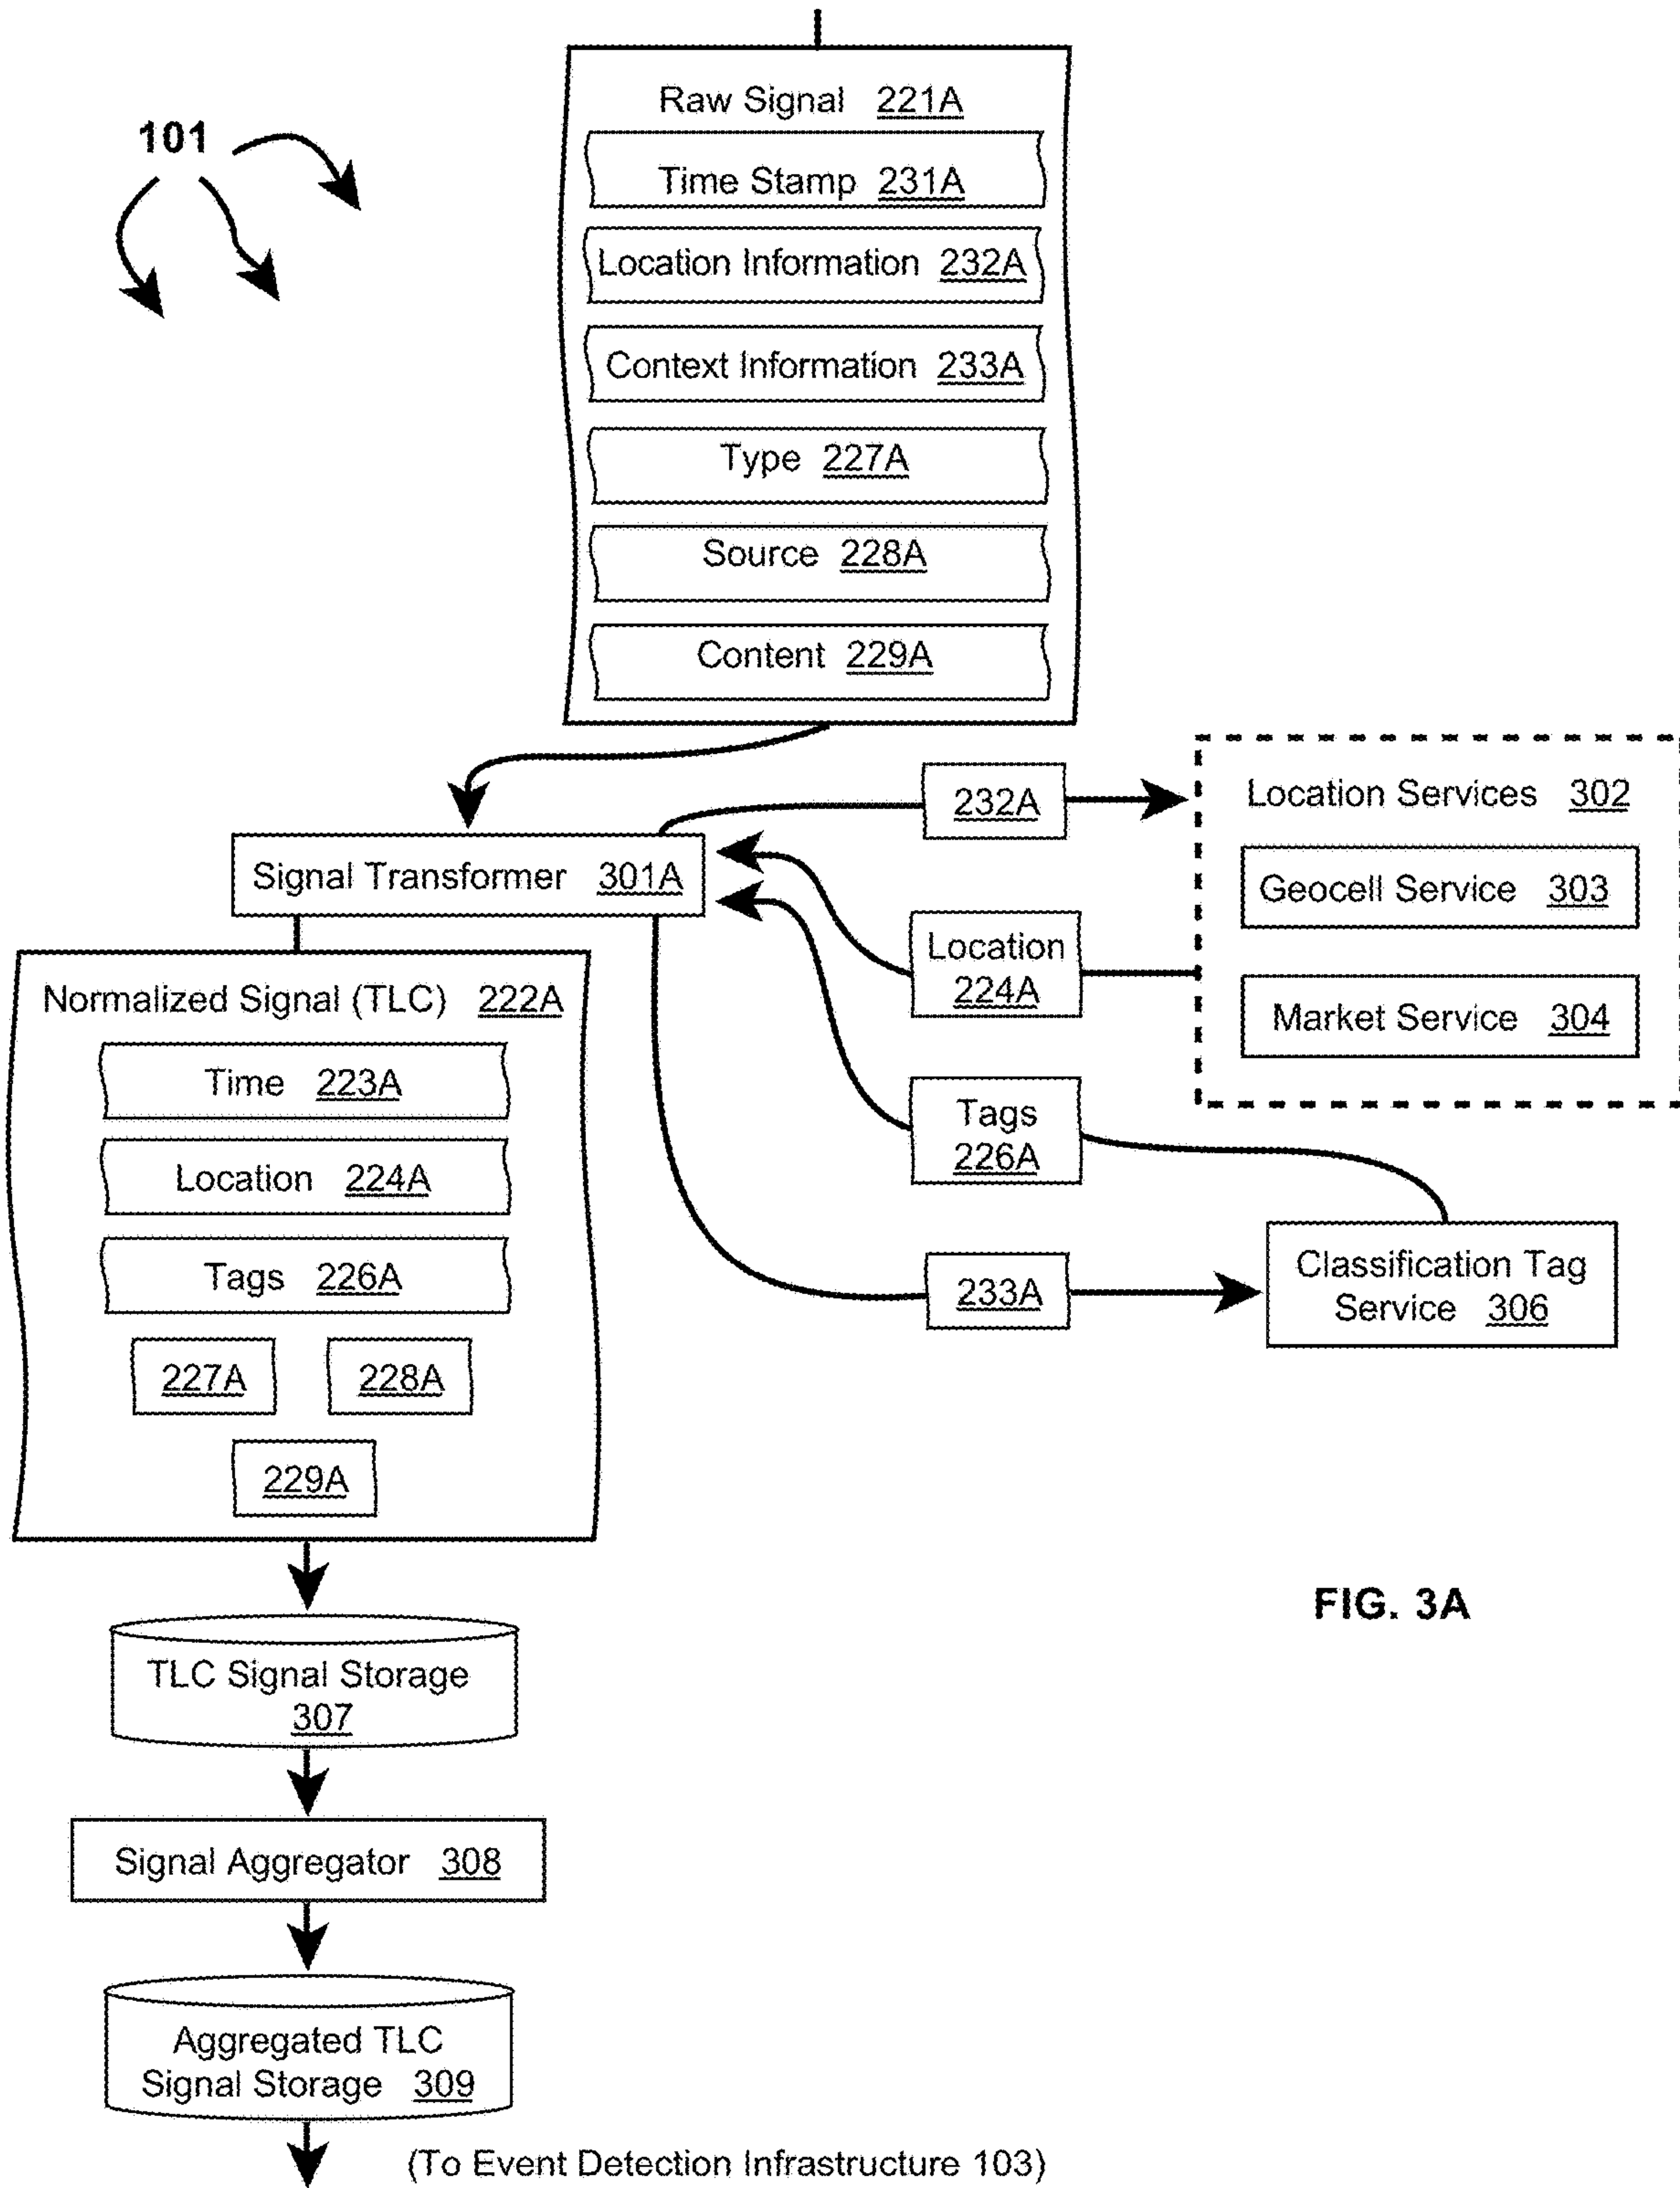 101
Raw Signal 221A
Time Stamp 231A
Location Information 232A
Context Information 233A
Type 227A
Source 228A
Content 229A
Signal Transformer 301A
232A
Location Services 302
Geocell Service 303
Market Service 304
Location
224A
Tags
226A
233A
Classification Tag
Service 306
Normalized Signal (TLC) 222A
Time 223A
Location 224A
Tags 226A
227A
228A
229A
FIG. 3A
TLC Signal Storage
307
Signal Aggregator 308
Aggregated TLC
Signal Storage 309
(To Event Detection Infrastructure 103)